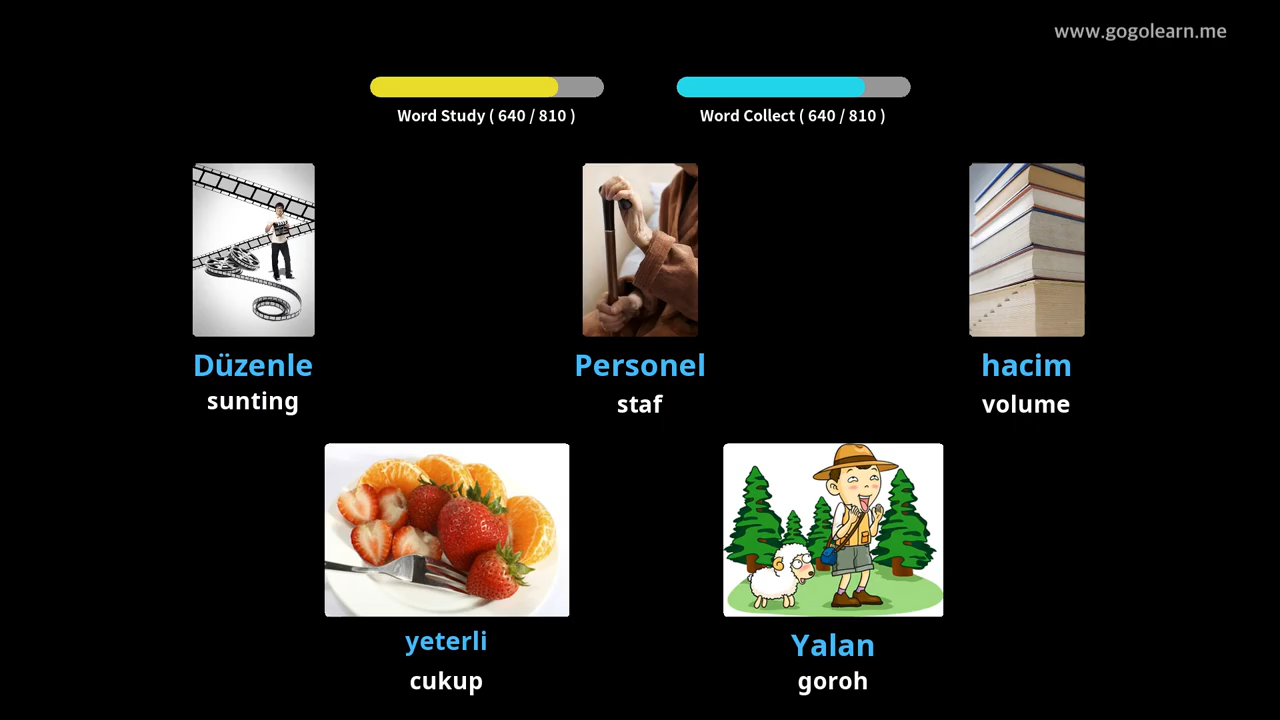 www.gogolearn.me
Word Study ( 640 / 810 )
Word Collect ( 640 / 810 )
Düzenle
sunting
Personel
staf
hacim
volume
yeterli
cukup
Yalan
goroh